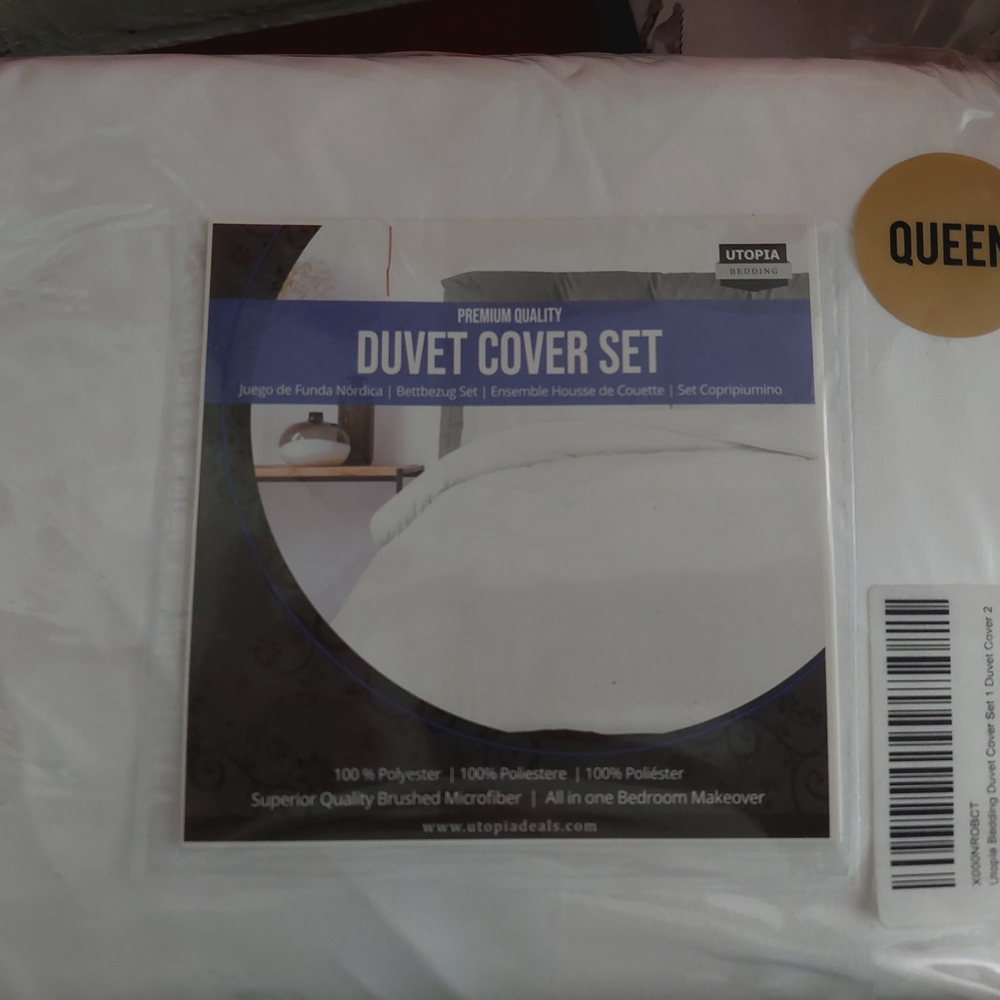 UTOPIA
BEDDING
QUEEN
PREMIUM QUALITY
DUVET COVER SET
Juego de Funda Nórdica | Bettbezug Set | Ensemble Housse de Couette | Set Copripiumino
100 % Polyester | 100% Poliestere | 100% Poliéster
Superior Quality Brushed Microfiber | All in one Bedroom Makeover
www.utopiadeals.com
X000NROBCT
Utopia Bedding Duvet Cover Set 1 Duvet Cover 2